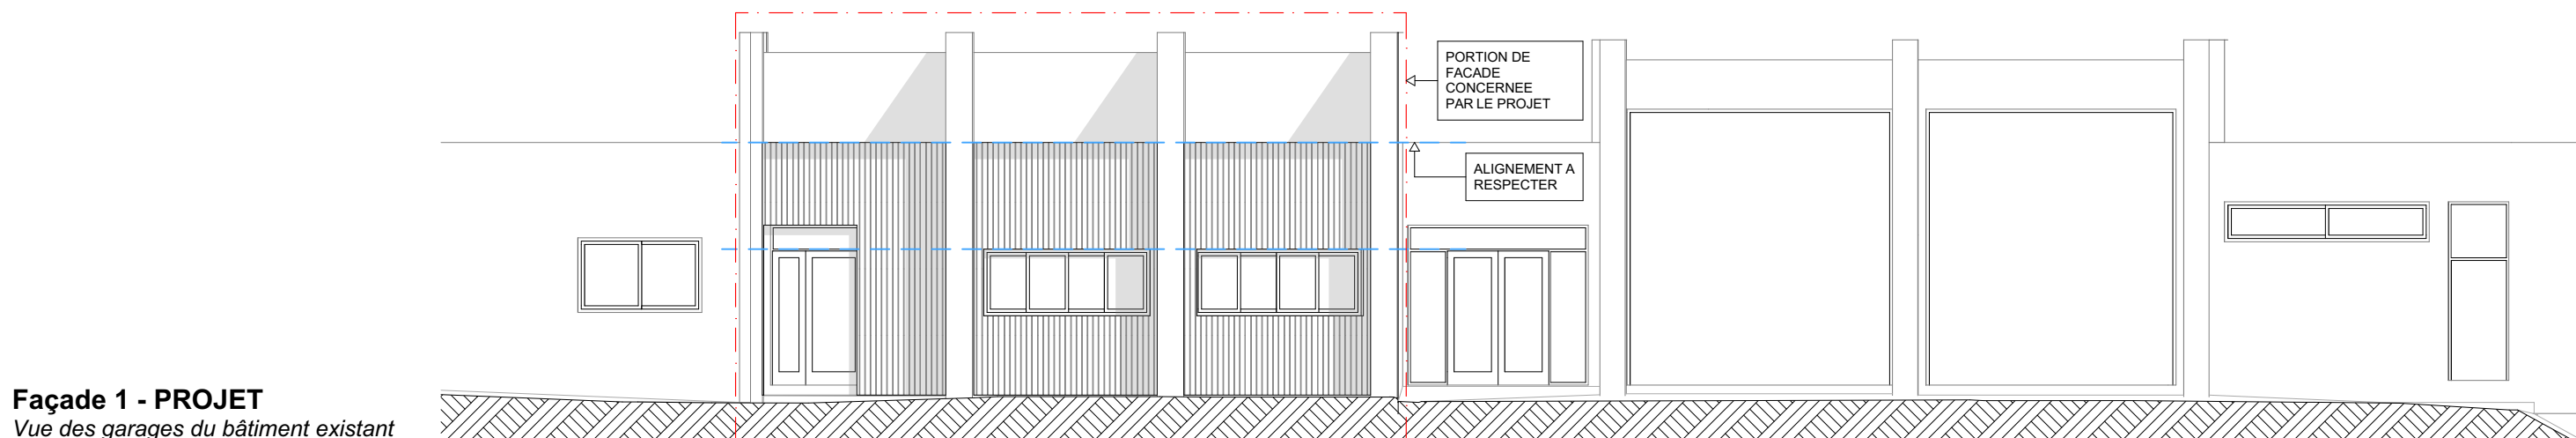 PORTION DE
FACADE
CONCERNEE
PAR LE PROJET
ALIGNEMENT A
RESPECTER
Façade 1 - PROJET
Vue des garages du bâtiment existant